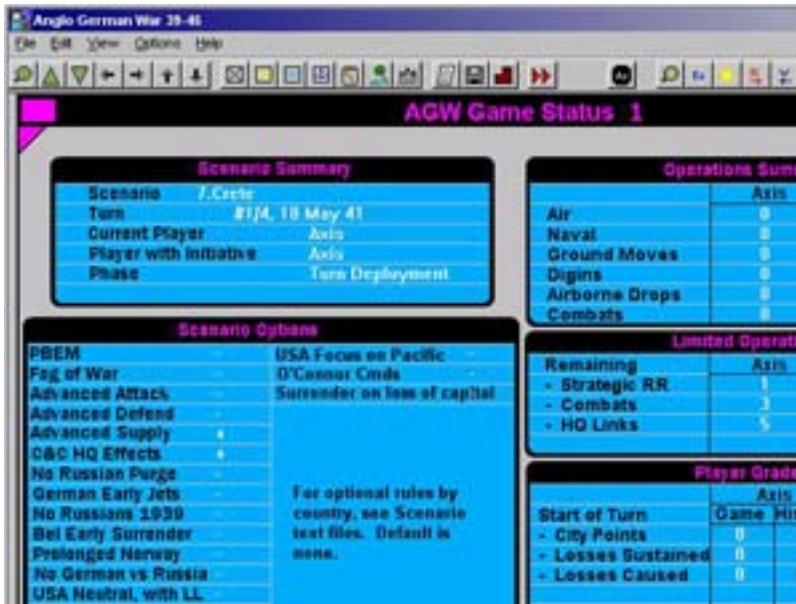 Anglo German War 39-46
File Edit View Options Help
AGW Game Status 1
Scenario Summary
Scenario 7.Crete
Turn #1/4, 18 May 41
Current Player Axis
Player with Initiative Axis
Phase Turn Deployment
Operations Summ
Axis
Air 0
Naval 0
Ground Moves 0
Digins 0
Airborne Drops 0
Combats 0
Scenario Options
PBEM
Fog of War
Advanced Attack
Advanced Defend
Advanced Supply
C&C HQ Effects
No Russian Purge
German Early Jets
No Russians 1939
Bel Early Surrender
Prolonged Norway
No German vs Russia
USA Neutral, with LL
USA Focus on Pacific
O'Connor Cmds
Surrender on loss of capital
For optional rules by
country, see Scenario
text files. Default is
none.
Limited Operati
Remaining Axis
- Strategic RR 1
- Combats 3
- HQ Links 5
Player Grade
Axis
Start of Turn Game His
- City Points 0
- Losses Sustained 0
- Losses Caused 0